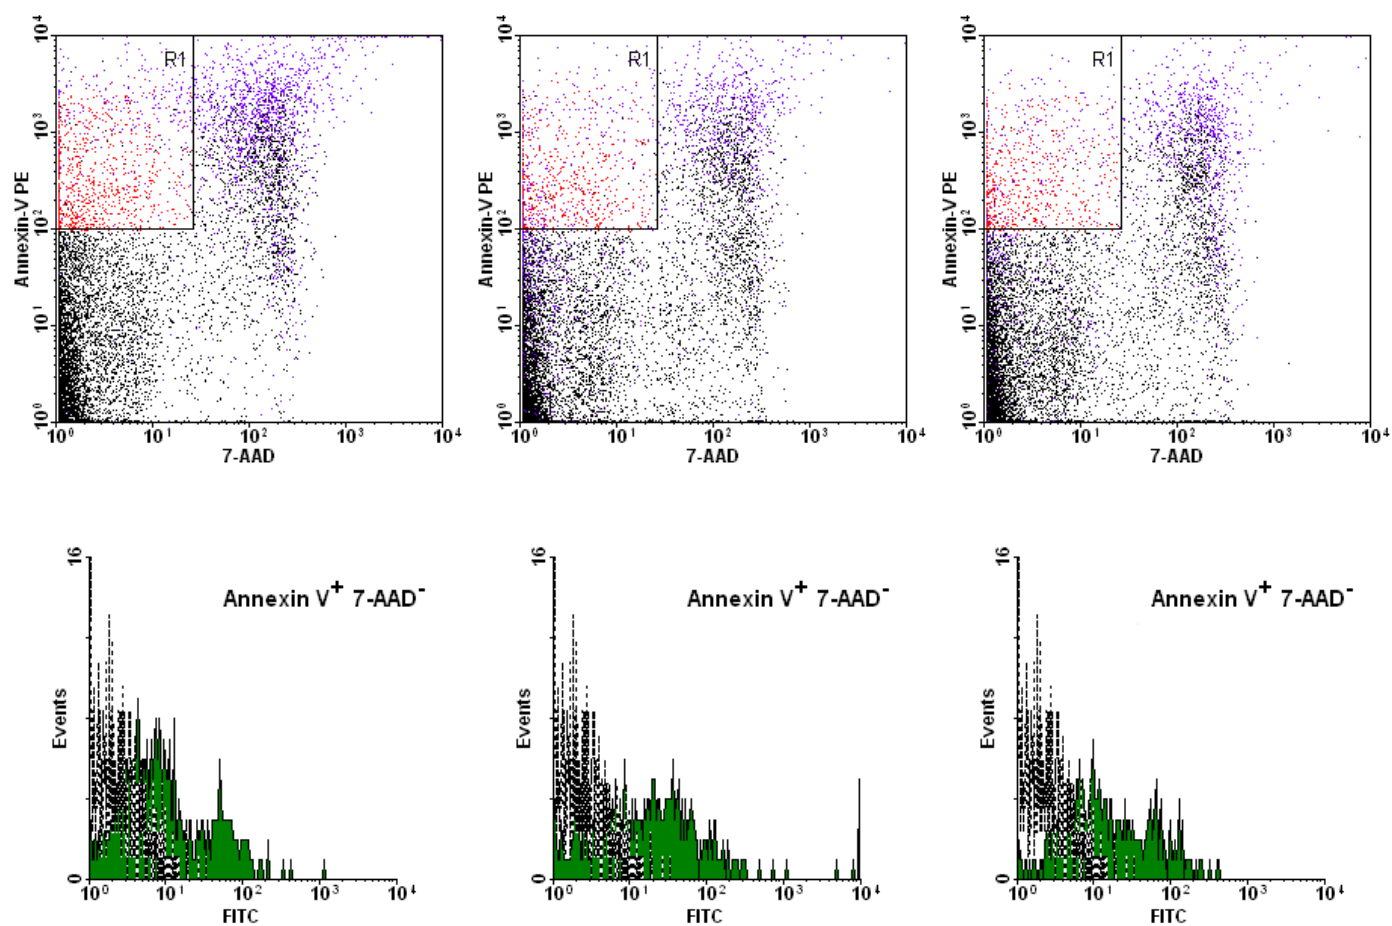 10⁴ R1
10³
10²
10¹
10⁰
Annexin-V PE
10⁰ 10¹ 10² 10³ 10⁴
7-AAD
10⁴ R1
10³
10²
10¹
10⁰
Annexin-V PE
10⁰ 10¹ 10² 10³ 10⁴
7-AAD
10⁴ R1
10³
10²
10¹
10⁰
Annexin-V PE
10⁰ 10¹ 10² 10³ 10⁴
7-AAD
16
Annexin V⁺ 7-AAD⁻
Events
0
10⁰ 10¹ 10² 10³ 10⁴
FITC
16
Annexin V⁺ 7-AAD⁻
Events
0
10⁰ 10¹ 10² 10³ 10⁴
FITC
16
Annexin V⁺ 7-AAD⁻
Events
0
10⁰ 10¹ 10² 10³ 10⁴
FITC